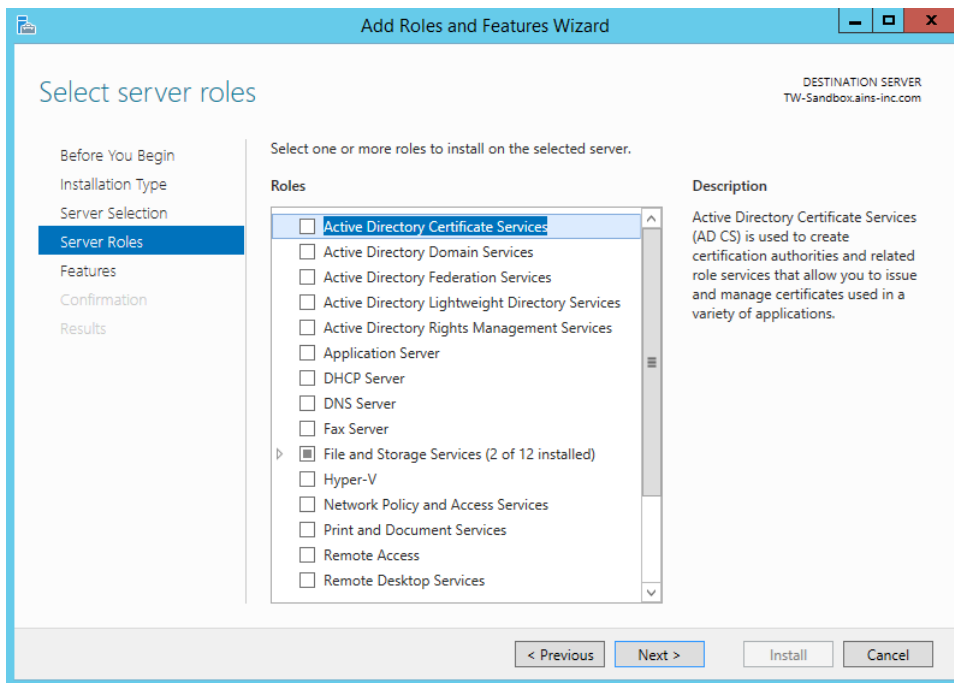 Add Roles and Features Wizard
Select server roles
DESTINATION SERVER
TW-Sandbox.ains-inc.com
Before You Begin
Installation Type
Server Selection
Server Roles
Features
Confirmation
Results
Select one or more roles to install on the selected server.
Roles
Active Directory Certificate Services
Active Directory Domain Services
Active Directory Federation Services
Active Directory Lightweight Directory Services
Active Directory Rights Management Services
Application Server
DHCP Server
DNS Server
Fax Server
File and Storage Services (2 of 12 installed)
Hyper-V
Network Policy and Access Services
Print and Document Services
Remote Access
Remote Desktop Services
Description
Active Directory Certificate Services
(AD CS) is used to create
certification authorities and related
role services that allow you to issue
and manage certificates used in a
variety of applications.
< Previous
Next >
Install
Cancel